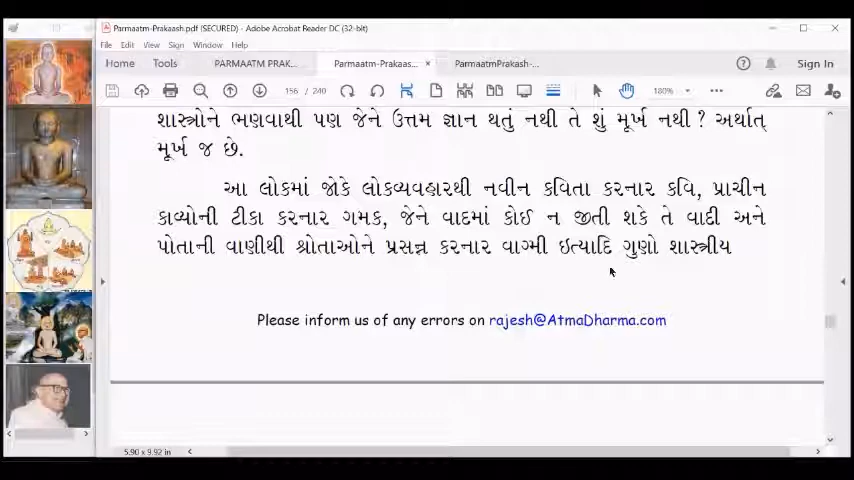 Parmaatm-Prakaash.pdf (SECURED) - Adobe Acrobat Reader DC (32-bit)
File Edit View Sign Window Help
Home Tools PARMAATM PRAK... Parmaatm-Prakaas... × ParmaatmPrakash-... Sign In
156 / 240 180%
શાસ્ત્રોને ભણવાથી પણ જેને ઉત્તમ જ્ઞાન થતું નથી તે શું મૂર્ખ નથી ? અર્થાત્
મૂર્ખ જ છે.
આ લોકમાં જોકે લોકવ્યવહારથી નવીન કવિતા કરનાર કવિ, પ્રાચીન
કાવ્યોની ટીકા કરનાર ગમક, જેને વાદમાં કોઈ ન જીતી શકે તે વાદી અને
પોતાની વાણીથી શ્રોતાઓને પ્રસન્ન કરનાર વાગ્મી ઇત્યાદિ ગુણો શાસ્ત્રીય
Please inform us of any errors on rajesh@AtmaDharma.com
5.90 x 9.92 in